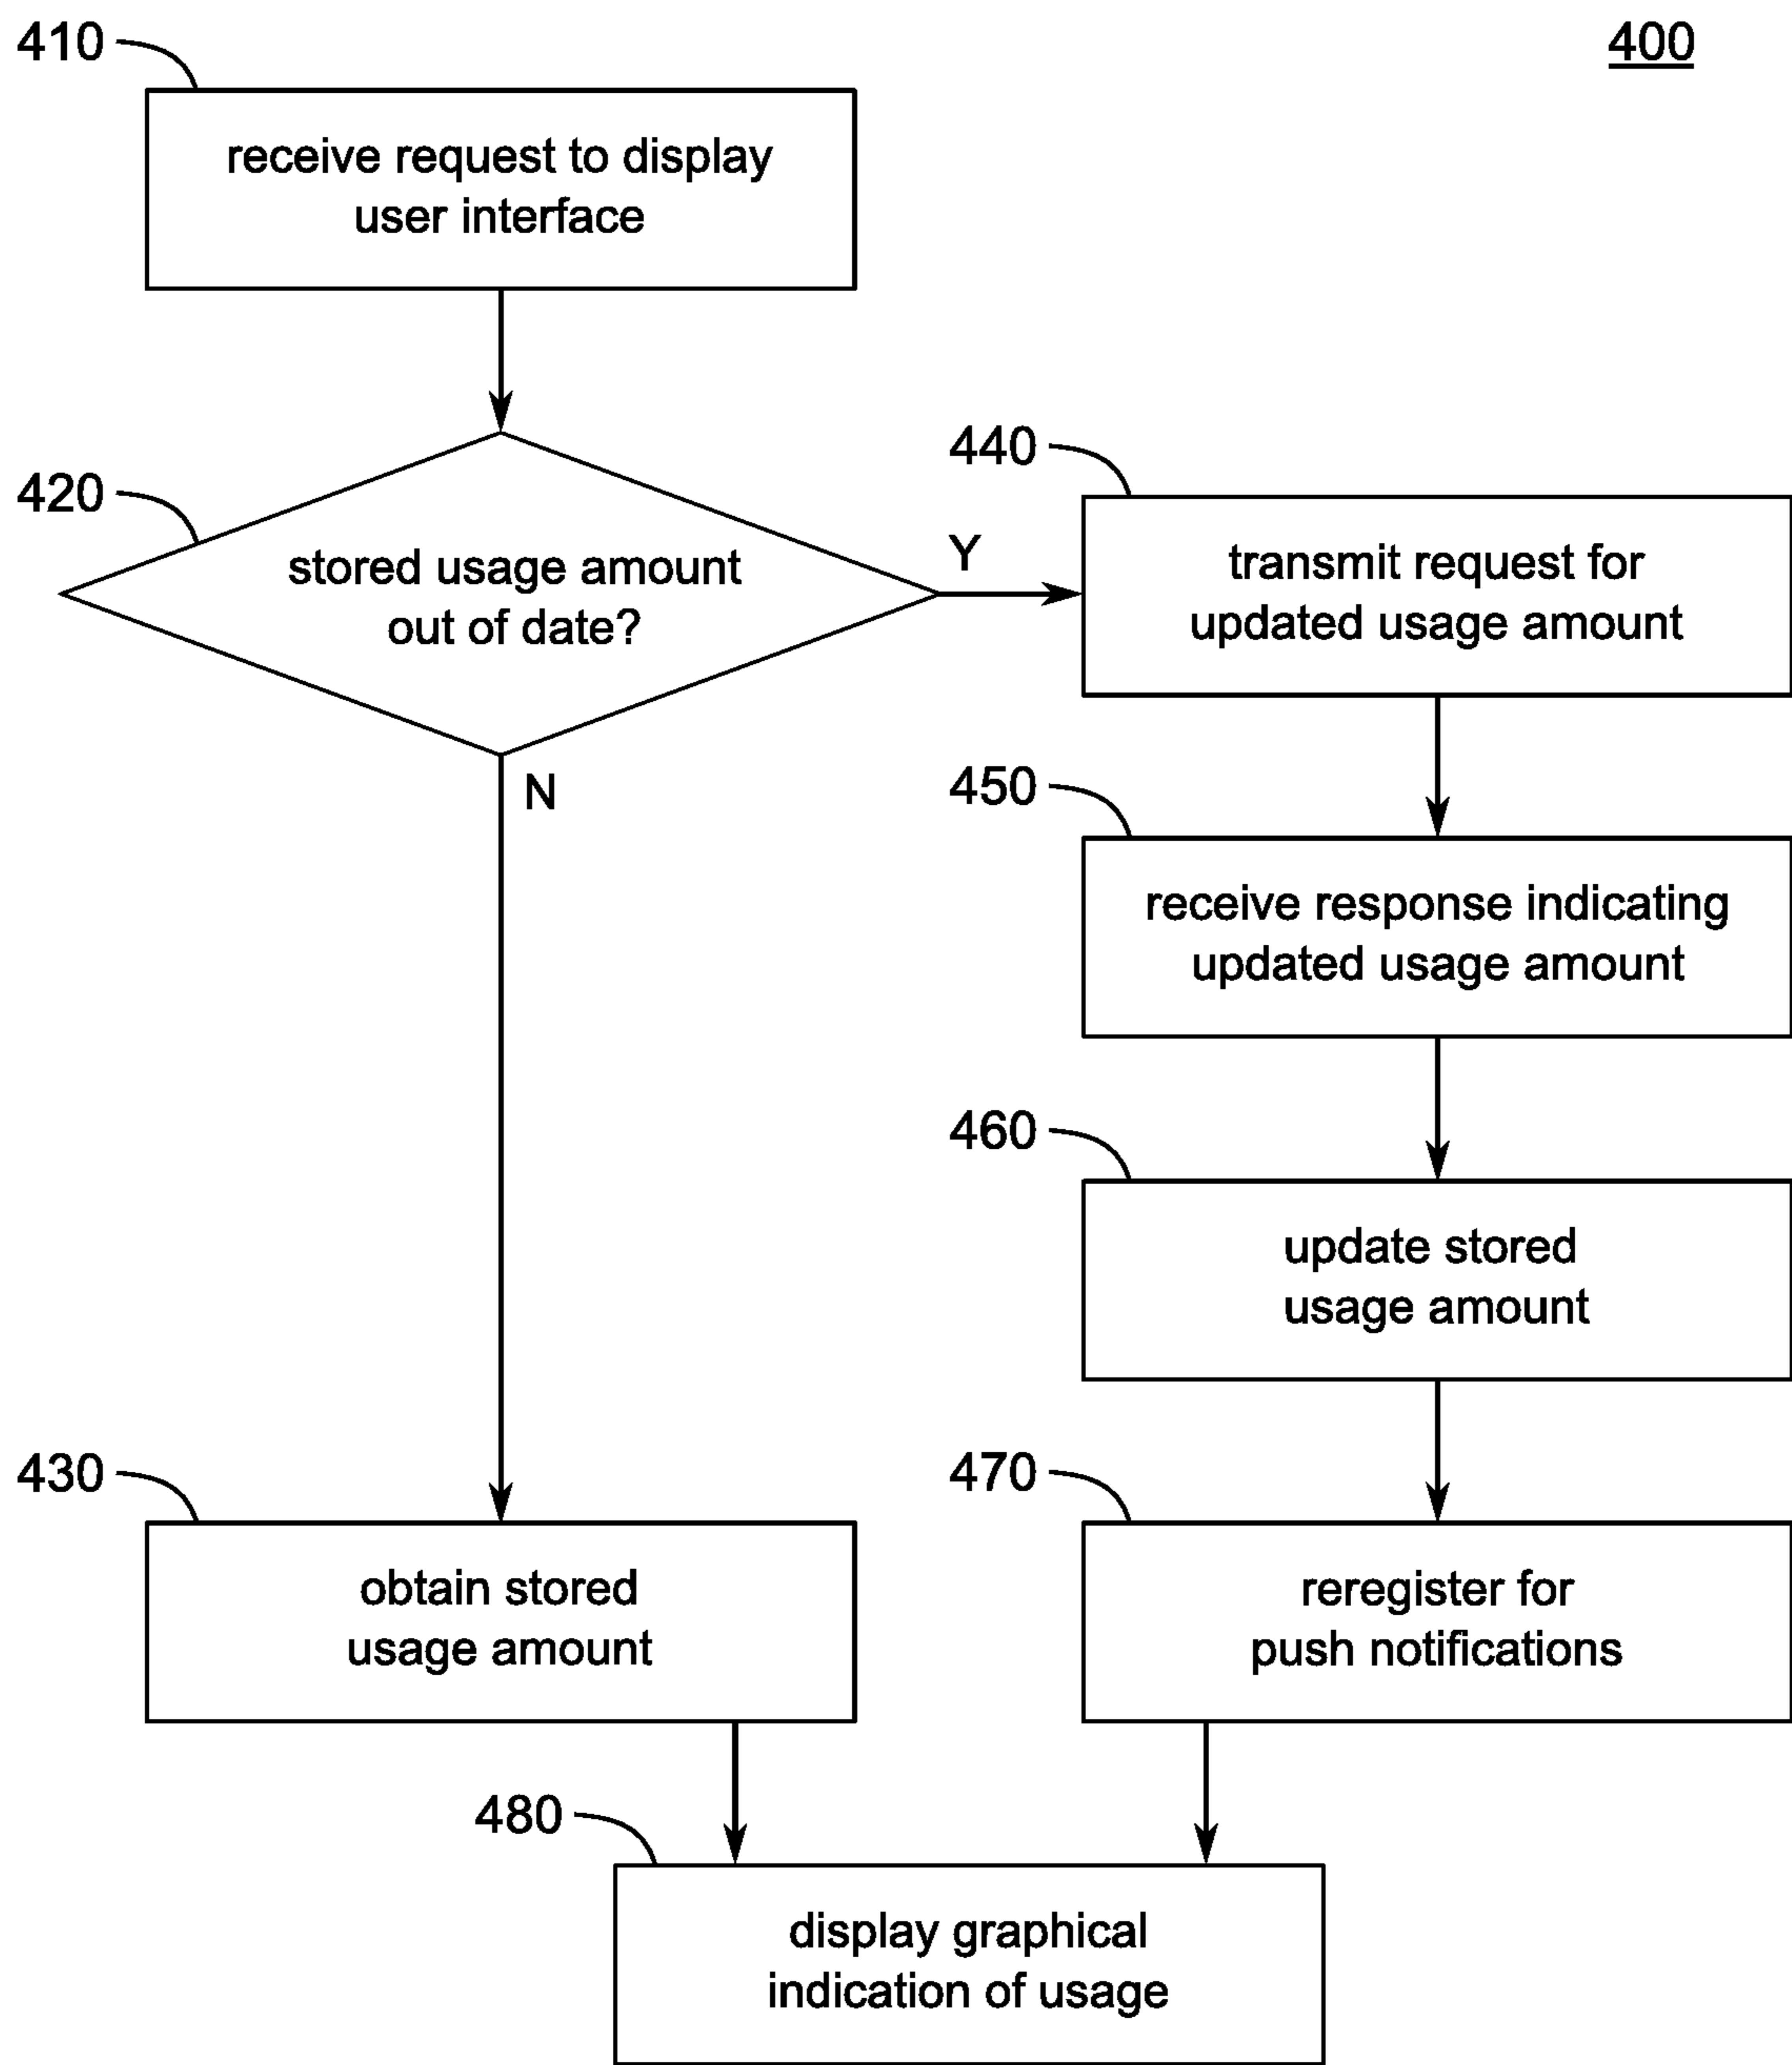 400
410
receive request to display
user interface
420
stored usage amount
out of date?
Y
N
440
transmit request for
updated usage amount
450
receive response indicating
updated usage amount
460
update stored
usage amount
430
obtain stored
usage amount
470
reregister for
push notifications
480
display graphical
indication of usage